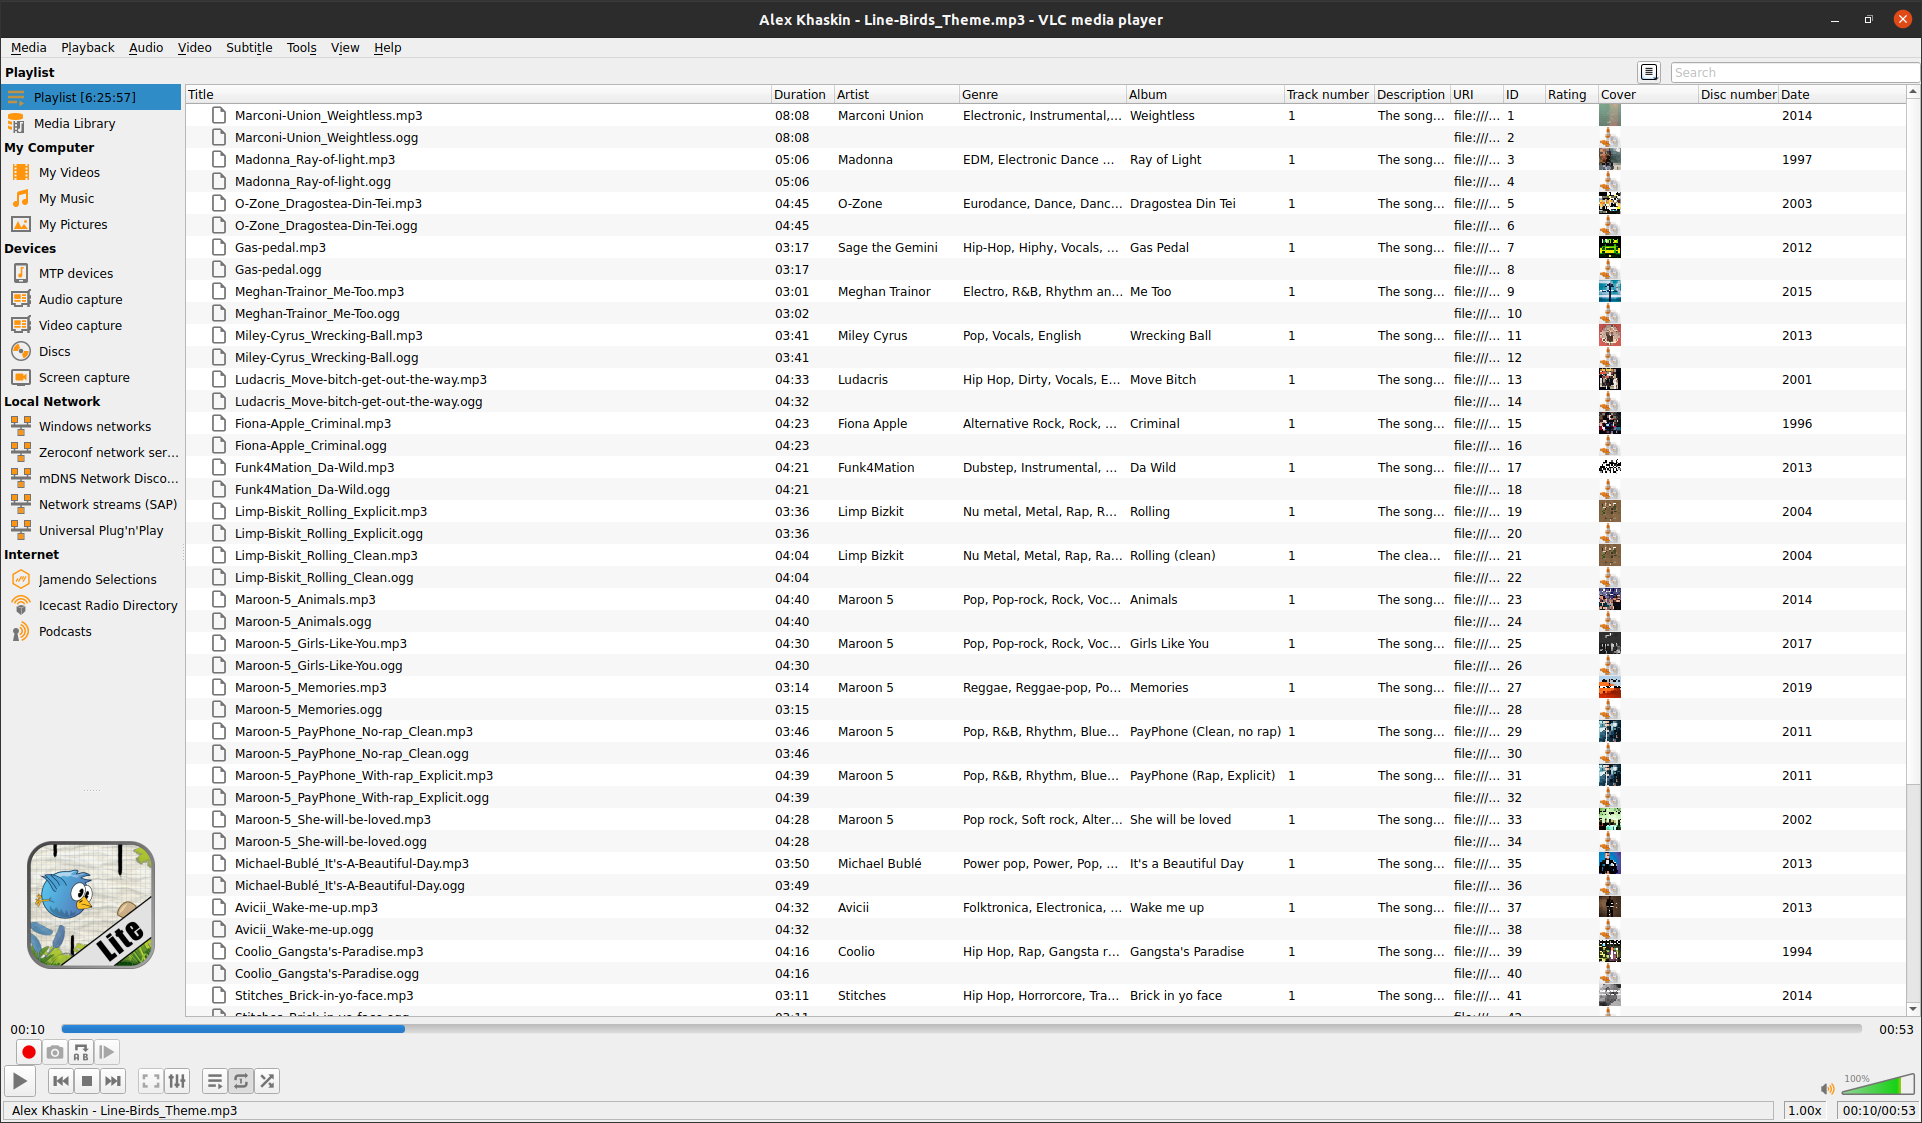 Alex Khaskin - Line-Birds_Theme.mp3 - VLC media player
Media Playback Audio Video Subtitle Tools View Help
Playlist
Search
Playlist [6:25:57]
Media Library
My Computer
My Videos
My Music
My Pictures
Devices
MTP devices
Audio capture
Video capture
Discs
Screen capture
Local Network
Windows networks
Zeroconf network ser...
mDNS Network Disco...
Network streams (SAP)
Universal Plug'n'Play
Internet
Jamendo Selections
Icecast Radio Directory
Podcasts
Lite
Title Duration Artist Genre Album Track number Description URI ID Rating Cover Disc number Date
Marconi-Union_Weightless.mp3 08:08 Marconi Union Electronic, Instrumental,... Weightless 1 The song... file:///... 1 2014
Marconi-Union_Weightless.ogg 08:08 file:///... 2
Madonna_Ray-of-light.mp3 05:06 Madonna EDM, Electronic Dance ... Ray of Light 1 The song... file:///... 3 1997
Madonna_Ray-of-light.ogg 05:06 file:///... 4
O-Zone_Dragostea-Din-Tei.mp3 04:45 O-Zone Eurodance, Dance, Danc... Dragostea Din Tei 1 The song... file:///... 5 2003
O-Zone_Dragostea-Din-Tei.ogg 04:45 file:///... 6
Gas-pedal.mp3 03:17 Sage the Gemini Hip-Hop, Hiphy, Vocals, ... Gas Pedal 1 The song... file:///... 7 2012
Gas-pedal.ogg 03:17 file:///... 8
Meghan-Trainor_Me-Too.mp3 03:01 Meghan Trainor Electro, R&B, Rhythm an... Me Too 1 The song... file:///... 9 2015
Meghan-Trainor_Me-Too.ogg 03:02 file:///... 10
Miley-Cyrus_Wrecking-Ball.mp3 03:41 Miley Cyrus Pop, Vocals, English Wrecking Ball 1 The song... file:///... 11 2013
Miley-Cyrus_Wrecking-Ball.ogg 03:41 file:///... 12
Ludacris_Move-bitch-get-out-the-way.mp3 04:33 Ludacris Hip Hop, Dirty, Vocals, E... Move Bitch 1 The song... file:///... 13 2001
Ludacris_Move-bitch-get-out-the-way.ogg 04:32 file:///... 14
Fiona-Apple_Criminal.mp3 04:23 Fiona Apple Alternative Rock, Rock, ... Criminal 1 The song... file:///... 15 1996
Fiona-Apple_Criminal.ogg 04:23 file:///... 16
Funk4Mation_Da-Wild.mp3 04:21 Funk4Mation Dubstep, Instrumental, ... Da Wild 1 The song... file:///... 17 2013
Funk4Mation_Da-Wild.ogg 04:21 file:///... 18
Limp-Biskit_Rolling_Explicit.mp3 03:36 Limp Bizkit Nu metal, Metal, Rap, R... Rolling 1 The song... file:///... 19 2004
Limp-Biskit_Rolling_Explicit.ogg 03:36 file:///... 20
Limp-Biskit_Rolling_Clean.mp3 04:04 Limp Bizkit Nu Metal, Metal, Rap, Ra... Rolling (clean) 1 The clea... file:///... 21 2004
Limp-Biskit_Rolling_Clean.ogg 04:04 file:///... 22
Maroon-5_Animals.mp3 04:40 Maroon 5 Pop, Pop-rock, Rock, Voc... Animals 1 The song... file:///... 23 2014
Maroon-5_Animals.ogg 04:40 file:///... 24
Maroon-5_Girls-Like-You.mp3 04:30 Maroon 5 Pop, Pop-rock, Rock, Voc... Girls Like You 1 The song... file:///... 25 2017
Maroon-5_Girls-Like-You.ogg 04:30 file:///... 26
Maroon-5_Memories.mp3 03:14 Maroon 5 Reggae, Reggae-pop, Po... Memories 1 The song... file:///... 27 2019
Maroon-5_Memories.ogg 03:15 file:///... 28
Maroon-5_PayPhone_No-rap_Clean.mp3 03:46 Maroon 5 Pop, R&B, Rhythm, Blue... PayPhone (Clean, no rap) 1 The song... file:///... 29 2011
Maroon-5_PayPhone_No-rap_Clean.ogg 03:46 file:///... 30
Maroon-5_PayPhone_With-rap_Explicit.mp3 04:39 Maroon 5 Pop, R&B, Rhythm, Blue... PayPhone (Rap, Explicit) 1 The song... file:///... 31 2011
Maroon-5_PayPhone_With-rap_Explicit.ogg 04:39 file:///... 32
Maroon-5_She-will-be-loved.mp3 04:28 Maroon 5 Pop rock, Soft rock, Alter... She will be loved 1 The song... file:///... 33 2002
Maroon-5_She-will-be-loved.ogg 04:28 file:///... 34
Michael-Bublé_It's-A-Beautiful-Day.mp3 03:50 Michael Bublé Power pop, Power, Pop, ... It's a Beautiful Day 1 The song... file:///... 35 2013
Michael-Bublé_It's-A-Beautiful-Day.ogg 03:49 file:///... 36
Avicii_Wake-me-up.mp3 04:32 Avicii Folktronica, Electronica, ... Wake me up 1 The song... file:///... 37 2013
Avicii_Wake-me-up.ogg 04:32 file:///... 38
Coolio_Gangsta's-Paradise.mp3 04:16 Coolio Hip Hop, Rap, Gangsta r... Gangsta's Paradise 1 The song... file:///... 39 1994
Coolio_Gangsta's-Paradise.ogg 04:16 file:///... 40
Stitches_Brick-in-yo-face.mp3 03:11 Stitches Hip Hop, Horrorcore, Tra... Brick in yo face 1 The song... file:///... 41 2014
Stitches_Brick-in-yo-face.ogg 03:11 file:///... 42
00:10 00:53
A B
100%
Alex Khaskin - Line-Birds_Theme.mp3 1.00x 00:10/00:53